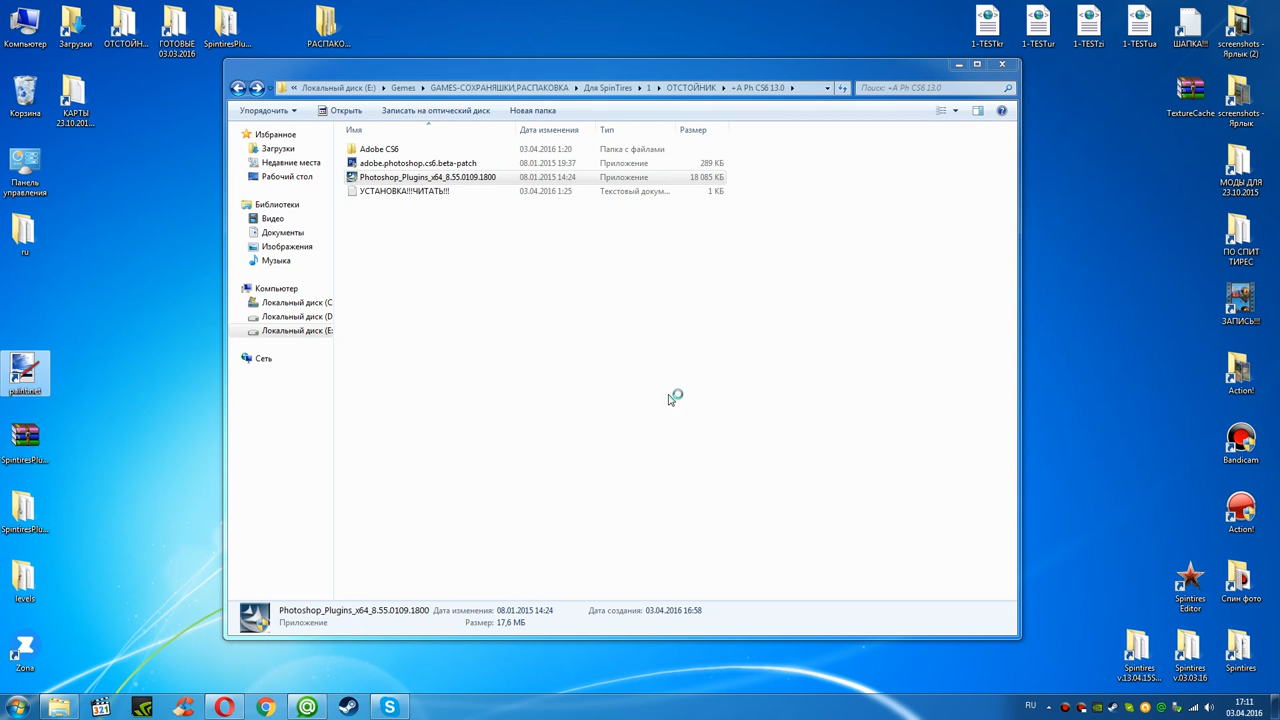 Компьютер
Загрузки
ОТСТОЙН...
ГОТОВЫЕ
03.03.2016
SpintiresPlu...
РАСПАКО...
1-TESTkr
1-TESTur
1-TESTzi
1-TESTua
ШАПКА!!!
screenshots -
Ярлык (2)
Локальный диск (E:)
Gemes
GAMES-СОХРАНЯШКИ,РАСПАКОВКА
Для SpinTires
1
ОТСТОЙНИК
+A Ph CS6 13.0
Поиск: +A Ph CS6 13.0
Упорядочить
Открыть
Записать на оптический диск
Новая папка
Имя
Дата изменения
Тип
Размер
Adobe CS6
03.04.2016 1:20
Папка с файлами
adobe.photoshop.cs6.beta-patch
08.01.2015 19:37
Приложение
289 КБ
Photoshop_Plugins_x64_8.55.0109.1800
08.01.2015 14:24
Приложение
18 085 КБ
УСТАНОВКА!!!ЧИТАТЬ!!!
03.04.2016 1:25
Текстовый докум...
1 КБ
Избранное
Загрузки
Недавние места
Рабочий стол
Библиотеки
Видео
Документы
Изображения
Музыка
Компьютер
Локальный диск (C
Локальный диск (D
Локальный диск (E:
Сеть
Корзина
КАРТЫ
23.10.201...
Панель
управления
ru
paint.net
SpintiresPlu...
SpintiresPlu...
levels
Zona
TextureCache
screenshots -
Ярлык
МОДЫ ДЛЯ
23.10.2015
ПО СПИТ
ТИРЕС
ЗАПИСЬ!!!
Action!
Bandicam
Action!
Spintires
Editor
Спин фото
Spintires
v.13.04.15...
Spintires
v.03.03.16
Spintires
Photoshop_Plugins_x64_8.55.0109.1800
Дата изменения: 08.01.2015 14:24
Дата создания: 03.04.2016 16:58
Приложение
Размер: 17,6 МБ
RU
17:11
03.04.2016